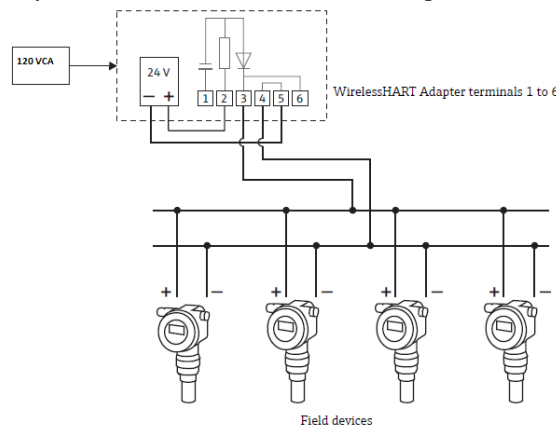 120 VCA
24 V
− +
1 2 3 4 5 6
WirelessHART Adapter terminals 1 to 6
+ − + − + − + −
Field devices